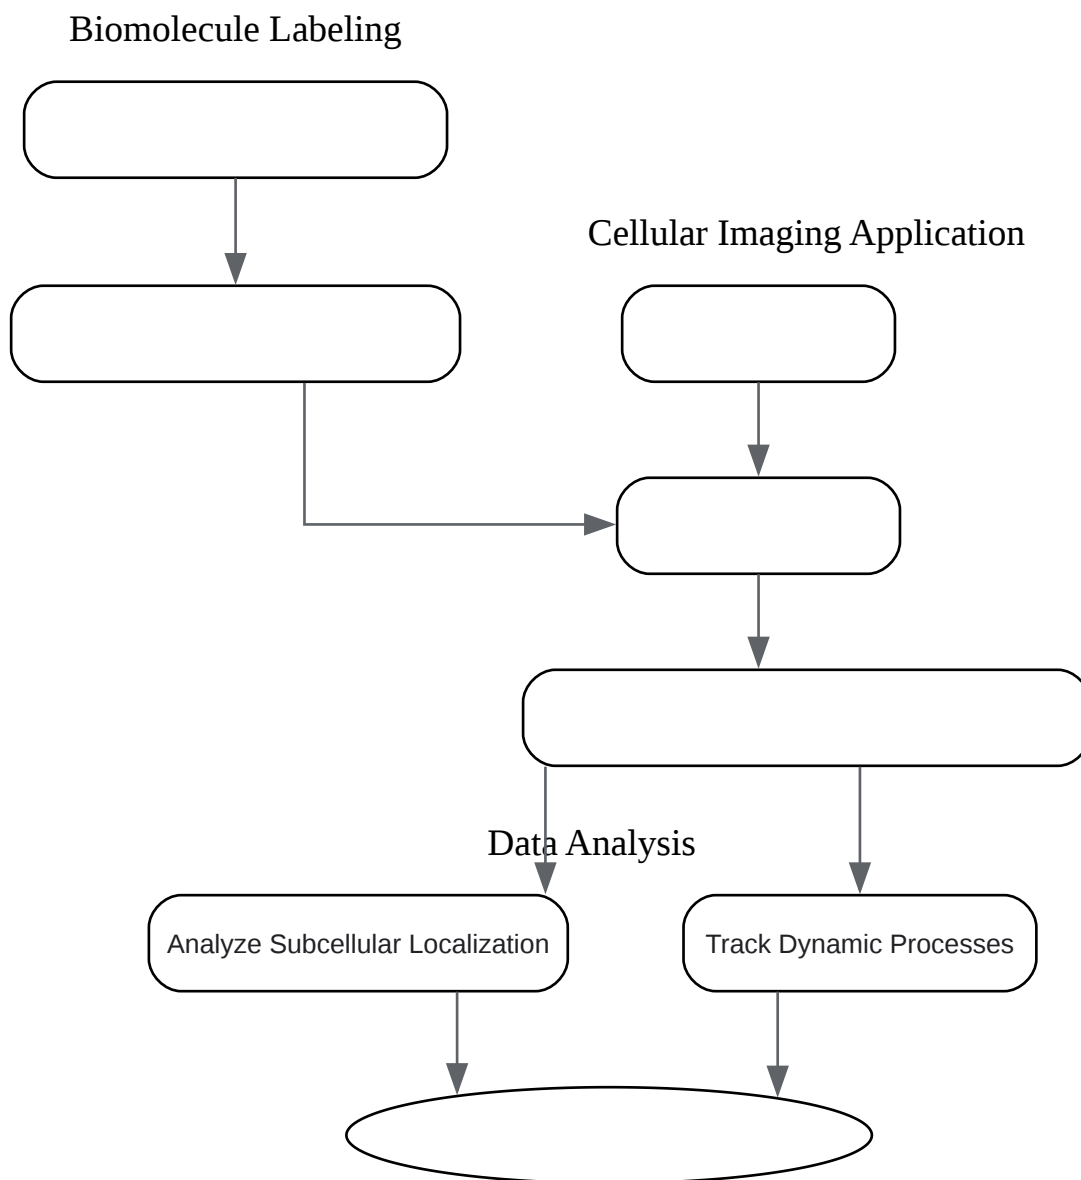 Biomolecule Labeling
Cellular Imaging Application
Data Analysis
Analyze Subcellular Localization
Track Dynamic Processes